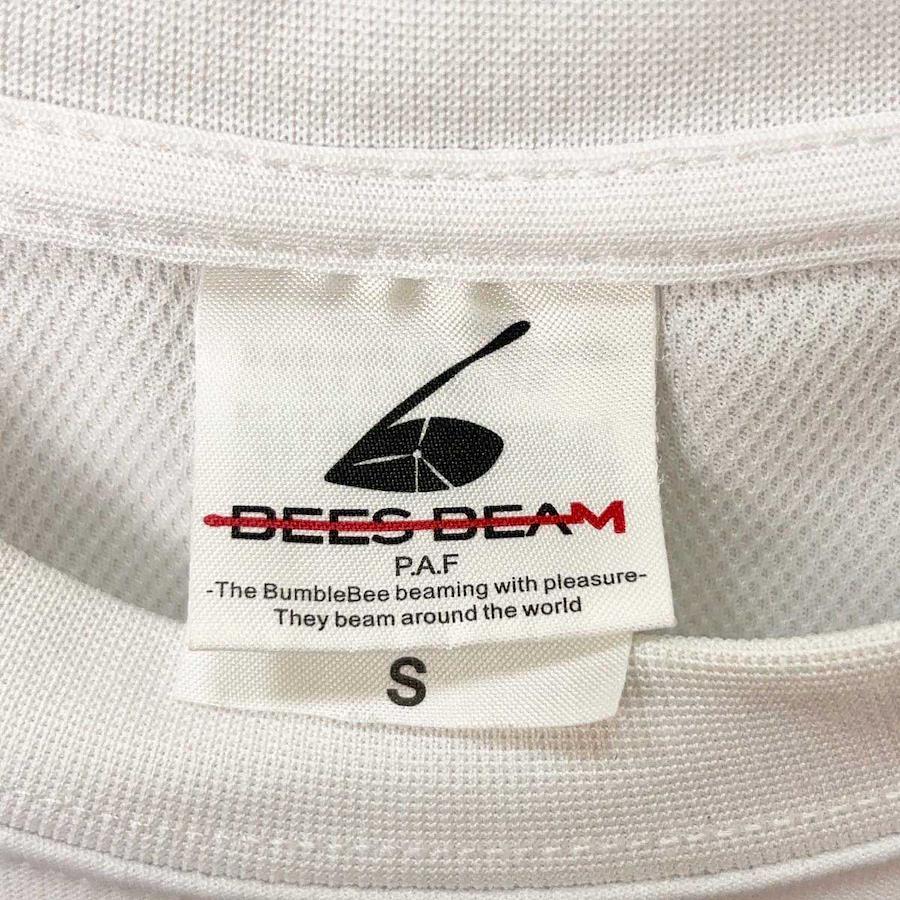 BEES BEAM
P.A.F
-The BumbleBee beaming with pleasure-
They beam around the world
S